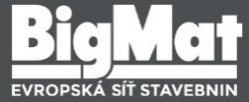 BigMat
EVROPSKÁ SÍŤ STAVEBNIN